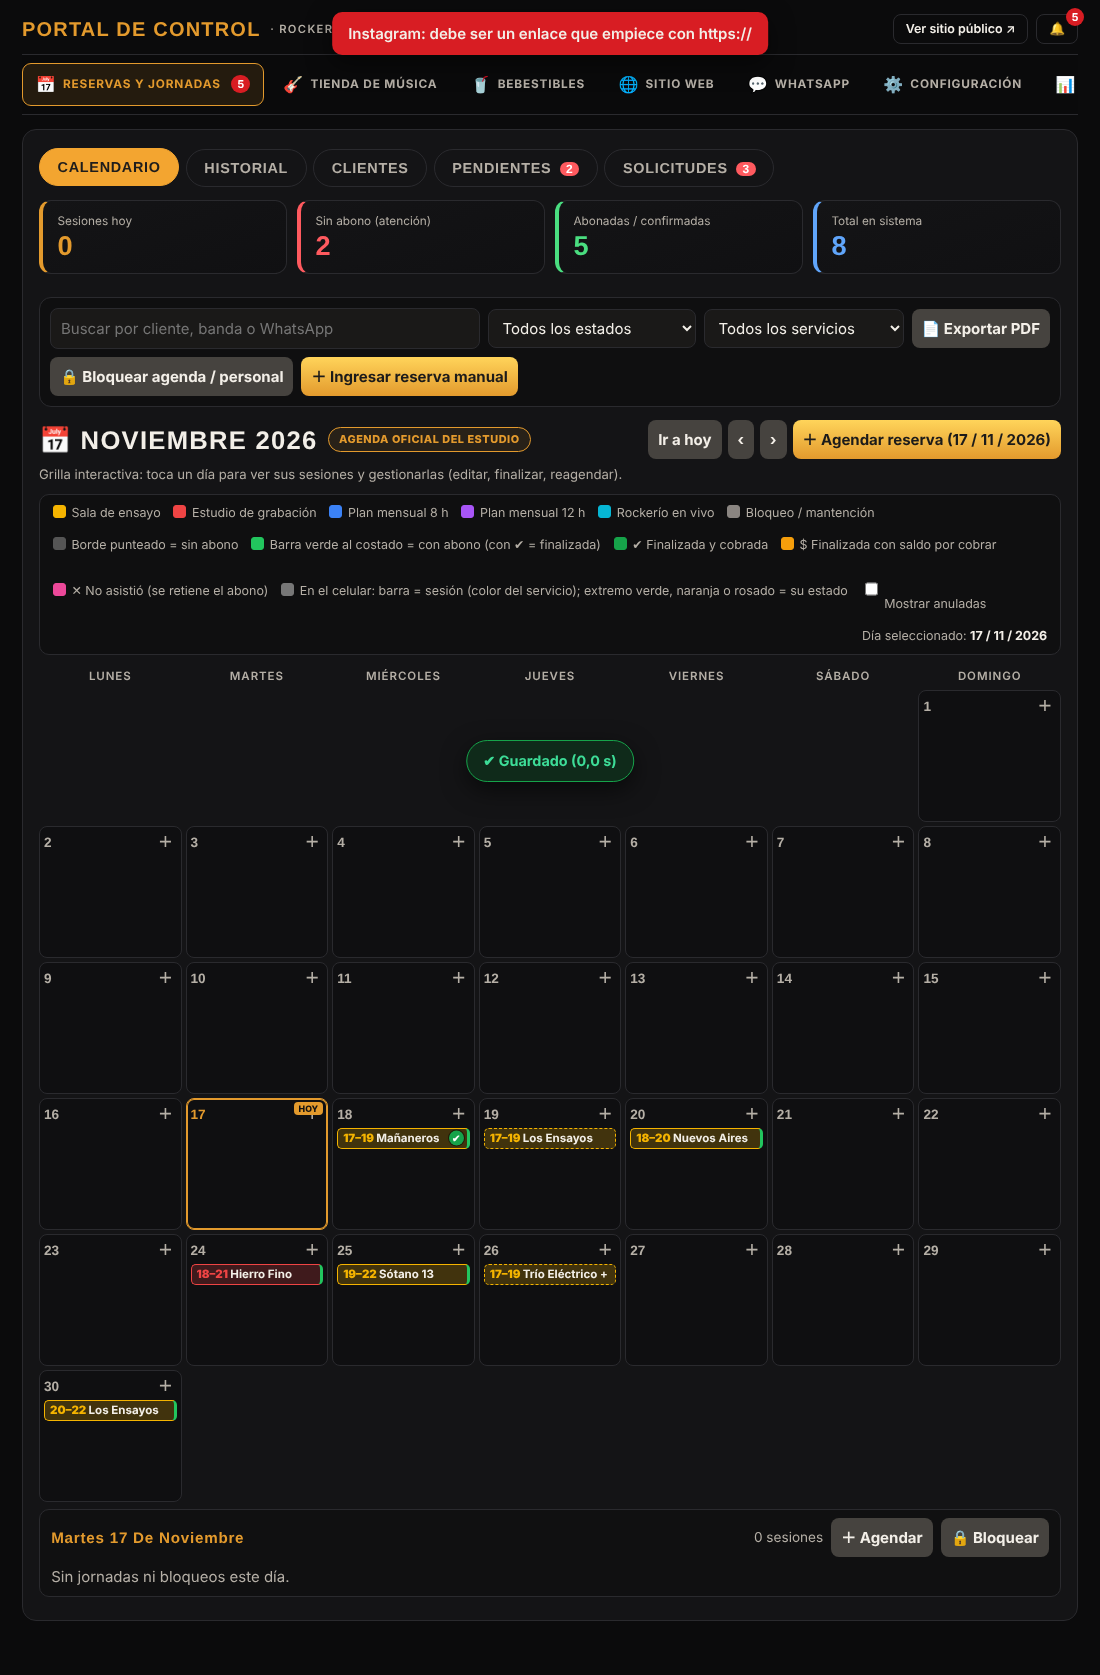 PORTAL DE CONTROL · ROCKER
Instagram: debe ser un enlace que empiece con https://
Ver sitio público ↗
🔔 5
📅 RESERVAS Y JORNADAS 5
🎸 TIENDA DE MÚSICA
🥤 BEBESTIBLES
🌐 SITIO WEB
💬 WHATSAPP
⚙️ CONFIGURACIÓN
📊
CALENDARIO
HISTORIAL
CLIENTES
PENDIENTES 2
SOLICITUDES 3
Sesiones hoy
0
Sin abono (atención)
2
Abonadas / confirmadas
5
Total en sistema
8
Buscar por cliente, banda o WhatsApp
Todos los estados
Todos los servicios
📄 Exportar PDF
🔒 Bloquear agenda / personal
＋ Ingresar reserva manual
📅 NOVIEMBRE 2026 AGENDA OFICIAL DEL ESTUDIO
Ir a hoy
‹
›
＋ Agendar reserva (17 / 11 / 2026)
Grilla interactiva: toca un día para ver sus sesiones y gestionarlas (editar, finalizar, reagendar).
Sala de ensayo Estudio de grabación Plan mensual 8 h Plan mensual 12 h Rockerío en vivo Bloqueo / mantención
Borde punteado = sin abono Barra verde al costado = con abono (con ✔ = finalizada) ✔ Finalizada y cobrada $ Finalizada con saldo por cobrar
✕ No asistió (se retiene el abono) En el celular: barra = sesión (color del servicio); extremo verde, naranja o rosado = su estado
Mostrar anuladas
Día seleccionado: 17 / 11 / 2026
LUNES MARTES MIÉRCOLES JUEVES VIERNES SÁBADO DOMINGO
1 ＋
✔ Guardado (0,0 s)
2 ＋ 3 ＋ 4 ＋ 5 ＋ 6 ＋ 7 ＋ 8 ＋
9 ＋ 10 ＋ 11 ＋ 12 ＋ 13 ＋ 14 ＋ 15 ＋
16 ＋ 17 HOY 18 ＋ 19 ＋ 20 ＋ 21 ＋ 22 ＋
17–19 Mañaneros ✔
17–19 Los Ensayos
18–20 Nuevos Aires
23 ＋ 24 ＋ 25 ＋ 26 ＋ 27 ＋ 28 ＋ 29 ＋
18–21 Hierro Fino
19–22 Sótano 13
17–19 Trío Eléctrico +
30 ＋
20–22 Los Ensayos
Martes 17 De Noviembre
0 sesiones
＋ Agendar
🔒 Bloquear
Sin jornadas ni bloqueos este día.